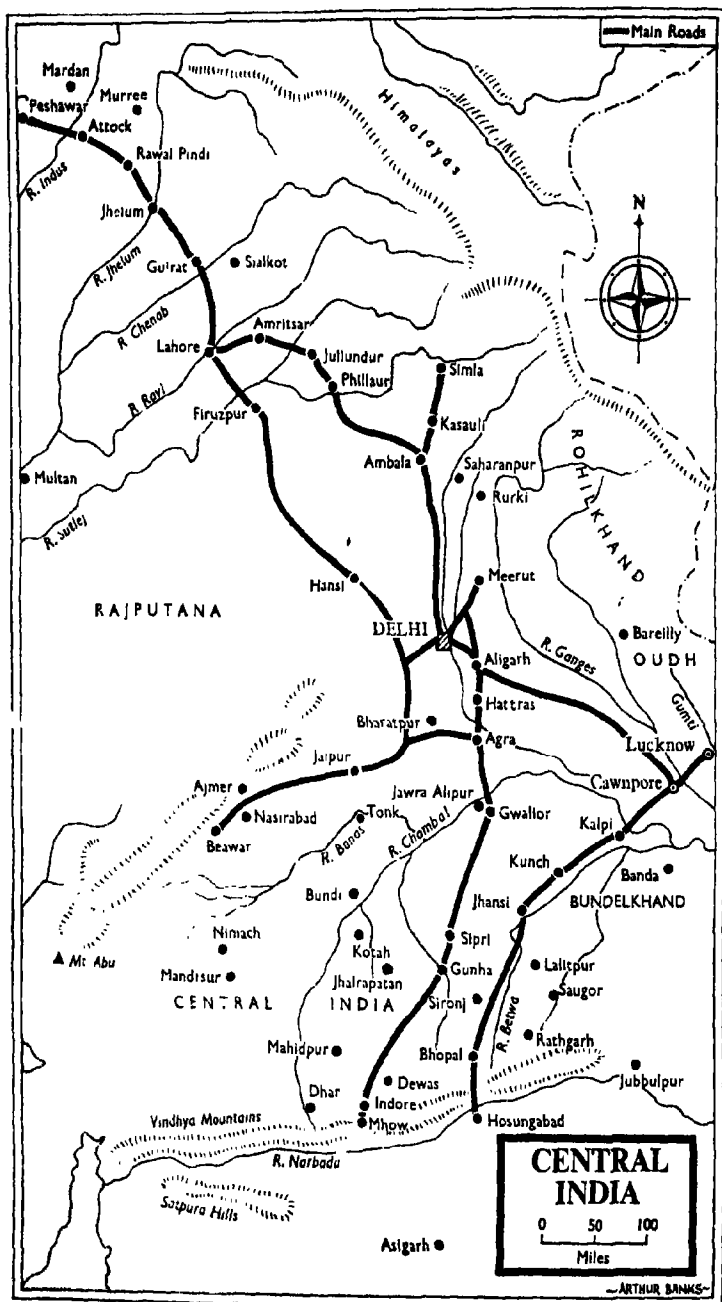 Main Roads
Mardan
Murree
Peshawar
Attock
Rawal Pindi
R. Indus
Himalayas
N
Jhelum
R. Jhelum
Gujrat
Sialkot
R Chenab
Amritsar
Lahore
Jullundur
Simla
Phillaur
R Ravi
Firuzpur
Kasauli
Ambala
Multan
Saharanpur
Rurki
R. Sutlej
ROHILKHAND
Hansi
Meerut
RAJPUTANA
DELHI
Bareilly
R. Ganges
OUDH
Aligarh
Hattras
Gumti
Bharatpur
Agra
Lucknow
Jaipur
Cawnpore
Ajmer
Jawra Alipur
Nasirabad
Tonk
Gwalior
Beawar
R. Banas
R. Chambal
Kalpi
Kunch
Banda
Bundi
Jhansi
BUNDELKHAND
Nimach
Kotah
Sipri
Mt Abu
Lalitpur
Mandisur
Jhalrapatan
Gunha
CENTRAL INDIA
Sironj
Saugor
R. Betwa
Rathgarh
Mahidpur
Bhopal
Jubbulpur
Dewas
Dhar
Indore
Vindhya Mountains
Mhow
Hosungabad
R. Narbada
Satpura Hills
Asigarh
CENTRAL
INDIA
0 50 100
Miles
~ARTHUR BANKS~